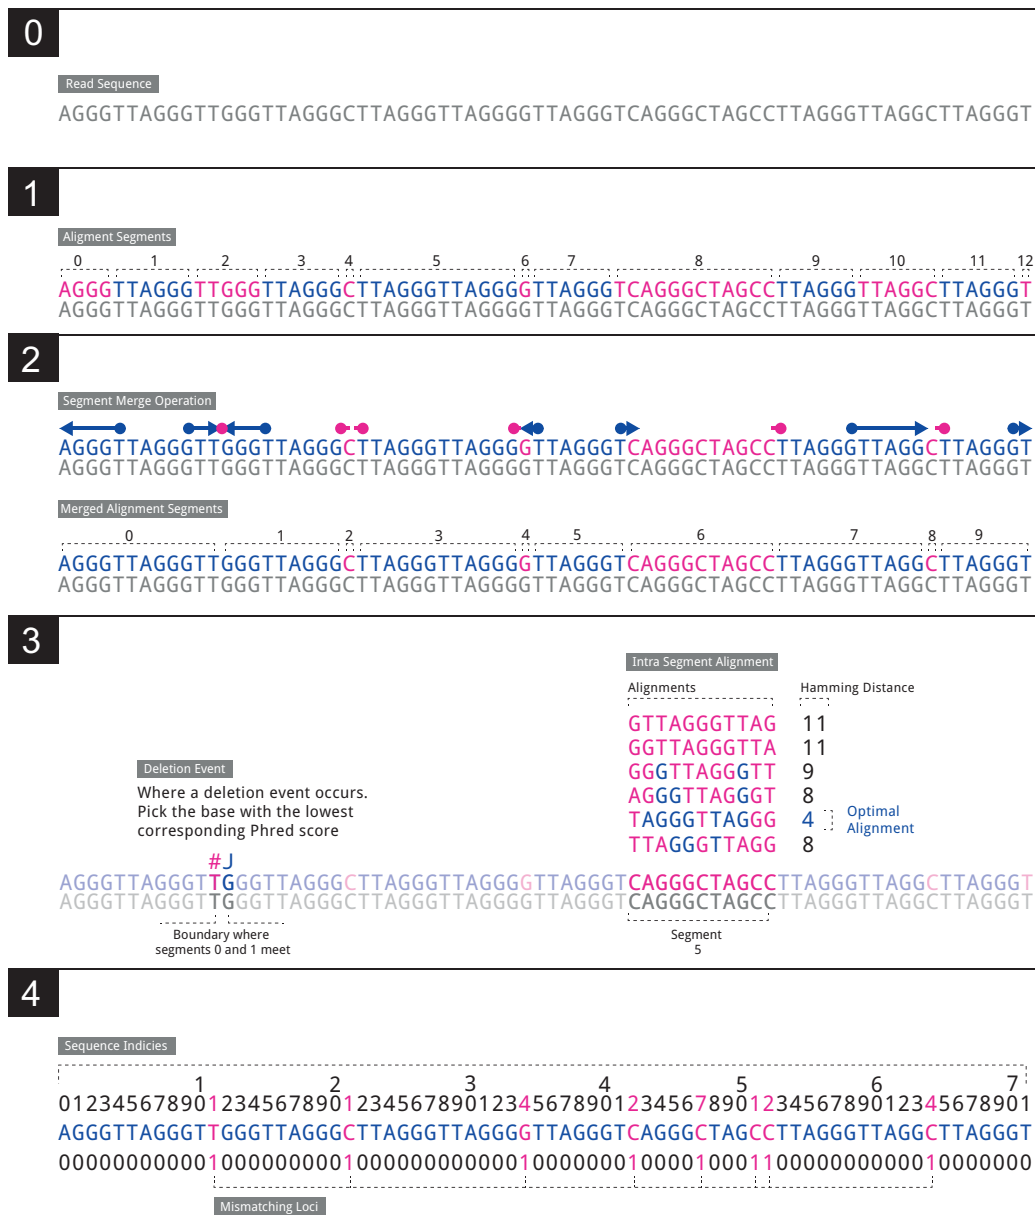 0
Read Sequence
AGGGTTAGGGTTGGGTTAGGGCTTAGGGTTAGGGGTTAGGGTCAGGGCTAGCCTTAGGGTTAGGCTTAGGGT
1
Aligment Segments
0 1 2 3 4 5 6 7 8 9 10 11 12
AGGGTTAGGGTTGGGTTAGGGCTTAGGGTTAGGGGTTAGGGTCAGGGCTAGCCTTAGGGTTAGGCTTAGGGT
AGGGTTAGGGTTGGGTTAGGGCTTAGGGTTAGGGGTTAGGGTCAGGGCTAGCCTTAGGGTTAGGCTTAGGGT
2
Segment Merge Operation
AGGGTTAGGGTTGGGTTAGGGCTTAGGGTTAGGGGTTAGGGTCAGGGCTAGCCTTAGGGTTAGGCTTAGGGT
AGGGTTAGGGTTGGGTTAGGGCTTAGGGTTAGGGGTTAGGGTCAGGGCTAGCCTTAGGGTTAGGCTTAGGGT
Merged Alignment Segments
0 1 2 3 4 5 6 7 8 9
AGGGTTAGGGTTGGGTTAGGGCTTAGGGTTAGGGGTTAGGGTCAGGGCTAGCCTTAGGGTTAGGCTTAGGGT
AGGGTTAGGGTTGGGTTAGGGCTTAGGGTTAGGGGTTAGGGTCAGGGCTAGCCTTAGGGTTAGGCTTAGGGT
3
Intra Segment Alignment
Alignments Hamming Distance
GTTAGGGTTAG 11
GGTTAGGGTTA 11
GGGTTAGGGTT 9
AGGGTTAGGGT 8
TAGGGTTAGGG 4
TTAGGGTTAGG 8
Optimal
Alignment
Deletion Event
Where a deletion event occurs.
Pick the base with the lowest
corresponding Phred score
#J
AGGGTTAGGGTTGGGTTAGGGCTTAGGGTTAGGGGTTAGGGTCAGGGCTAGCCTTAGGGTTAGGCTTAGGGT
AGGGTTAGGGTTGGGTTAGGGCTTAGGGTTAGGGGTTAGGGTCAGGGCTAGCCTTAGGGTTAGGCTTAGGGT
Boundary where
segments 0 and 1 meet
Segment
5
4
Sequence Indicies
1 2 3 4 5 6 7
012345678901234567890123456789012345678901234567890123456789012345678901
AGGGTTAGGGTTGGGTTAGGGCTTAGGGTTAGGGGTTAGGGTCAGGGCTAGCCTTAGGGTTAGGCTTAGGGT
000000000001000000000100000000000010000000100001000110000000000010000000
Mismatching Loci